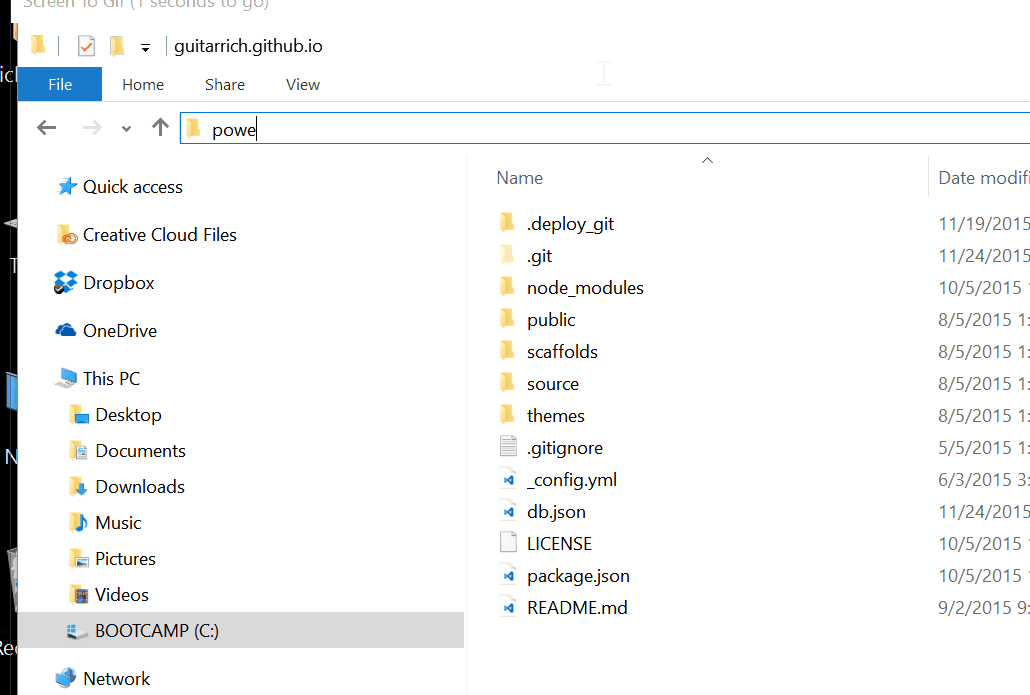 Screen To Gif (1 seconds to go)
guitarrich.github.io
File Home Share View
powe
Quick access
Creative Cloud Files
Dropbox
OneDrive
This PC
Desktop
Documents
Downloads
Music
Pictures
Videos
BOOTCAMP (C:)
Network
Name Date modifi
.deploy_git 11/19/2015
.git 11/24/2015
node_modules 10/5/2015 1
public 8/5/2015 1:
scaffolds 8/5/2015 1:
source 8/5/2015 1:
themes 8/5/2015 1:
.gitignore 5/5/2015 1:
_config.yml 6/3/2015 3:
db.json 11/24/2015
LICENSE 10/5/2015 1
package.json 10/5/2015 1
README.md 9/2/2015 9: